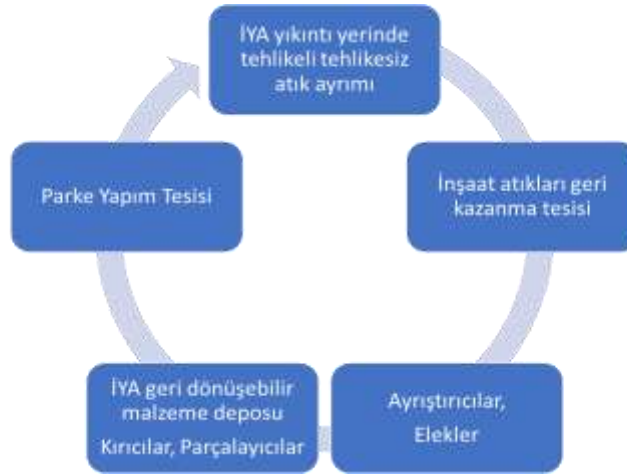 İYA yıkıntı yerinde
tehlikeli tehlikesiz
atık ayrımı
İnşaat atıkları geri
kazanma tesisi
Ayrıştırıcılar,
Elekler
İYA geri dönüşebilir
malzeme deposu
Kırıcılar, Parçalayıcılar
Parke Yapım Tesisi